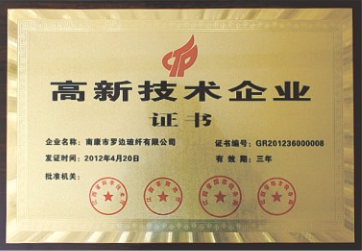 高新技术企业
证书
企业名称：南康市罗边玻纤有限公司 证书编号：GR201236000008
发证时间：2012年4月20日 有效期：三年
批准机关：